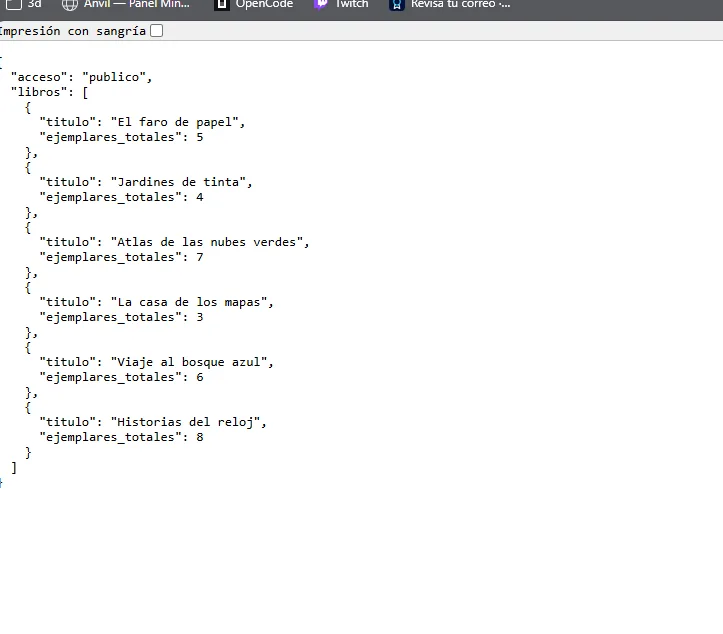 3d Anvil — Panel Min... OpenCode Twitch Revisa tu correo ·...
Impresión con sangría
{
"acceso": "publico",
"libros": [
{
"titulo": "El faro de papel",
"ejemplares_totales": 5
},
{
"titulo": "Jardines de tinta",
"ejemplares_totales": 4
},
{
"titulo": "Atlas de las nubes verdes",
"ejemplares_totales": 7
},
{
"titulo": "La casa de los mapas",
"ejemplares_totales": 3
},
{
"titulo": "Viaje al bosque azul",
"ejemplares_totales": 6
},
{
"titulo": "Historias del reloj",
"ejemplares_totales": 8
}
]
}